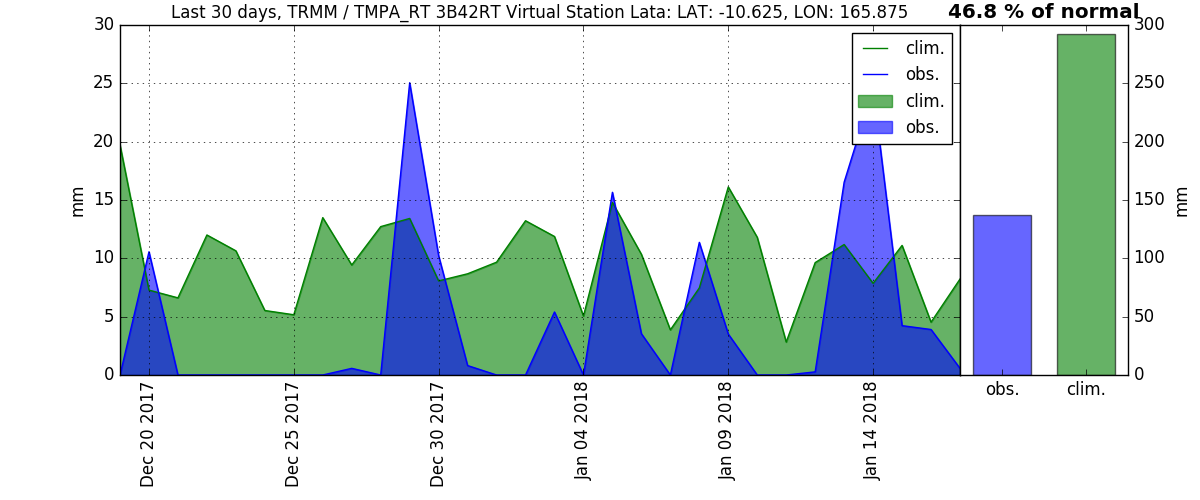 Last 30 days, TRMM / TMPA_RT 3B42RT Virtual Station Lata: LAT: -10.625, LON: 165.875
46.8 % of normal
30
25
20
15
10
5
0
mm
clim.
obs.
clim.
obs.
Dec 20 2017
Dec 25 2017
Dec 30 2017
Jan 04 2018
Jan 09 2018
Jan 14 2018
300
250
200
150
100
50
0
mm
obs.
clim.